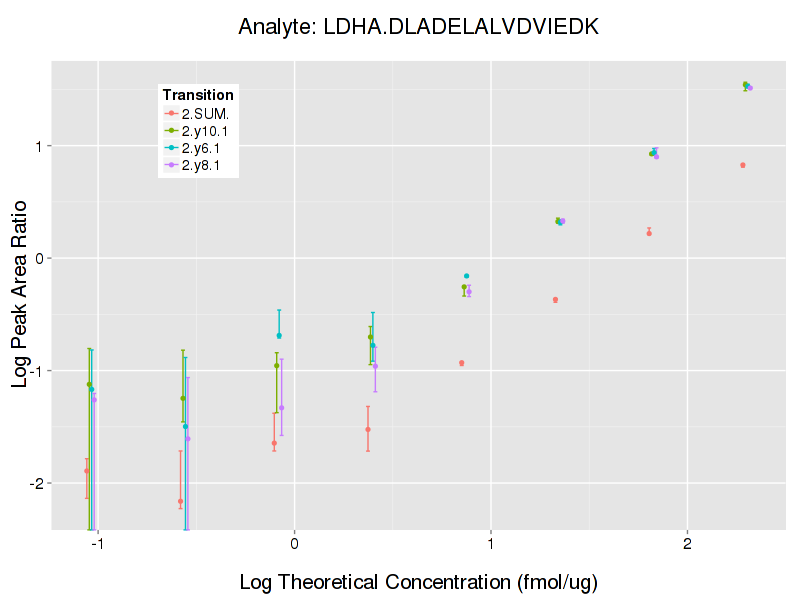 Analyte: LDHA.DLADELALVDVIEDK
Log Peak Area Ratio
1
0
-1
-2
Transition
2.SUM.
2.y10.1
2.y6.1
2.y8.1
-1
0
1
2
Log Theoretical Concentration (fmol/ug)